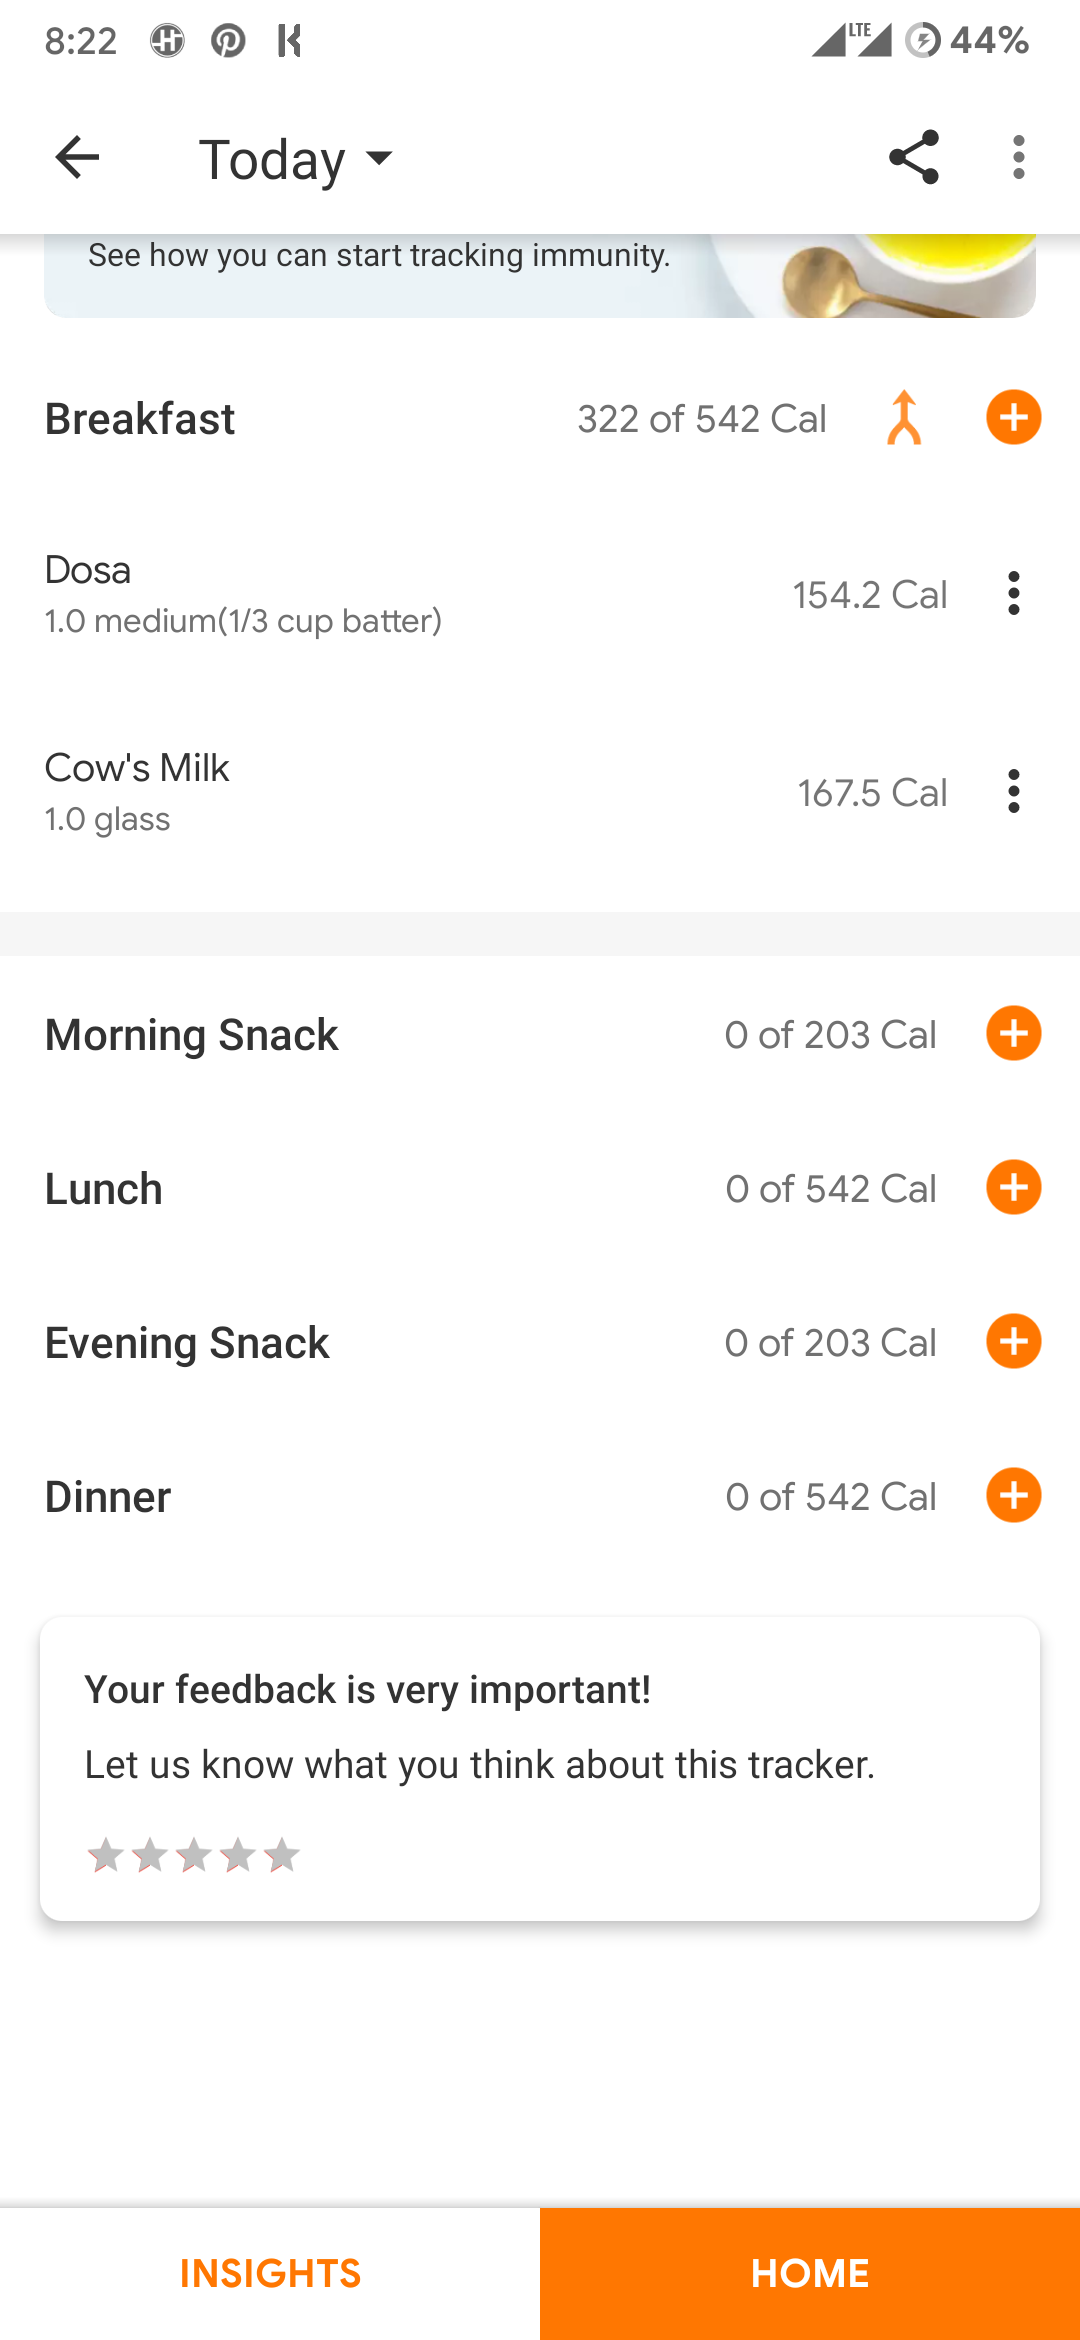 8:22 LTE 44%
Today
See how you can start tracking immunity.
Breakfast 322 of 542 Cal
Dosa
1.0 medium(1/3 cup batter) 154.2 Cal
Cow's Milk
1.0 glass 167.5 Cal
Morning Snack 0 of 203 Cal
Lunch 0 of 542 Cal
Evening Snack 0 of 203 Cal
Dinner 0 of 542 Cal
Your feedback is very important!
Let us know what you think about this tracker.
INSIGHTS HOME